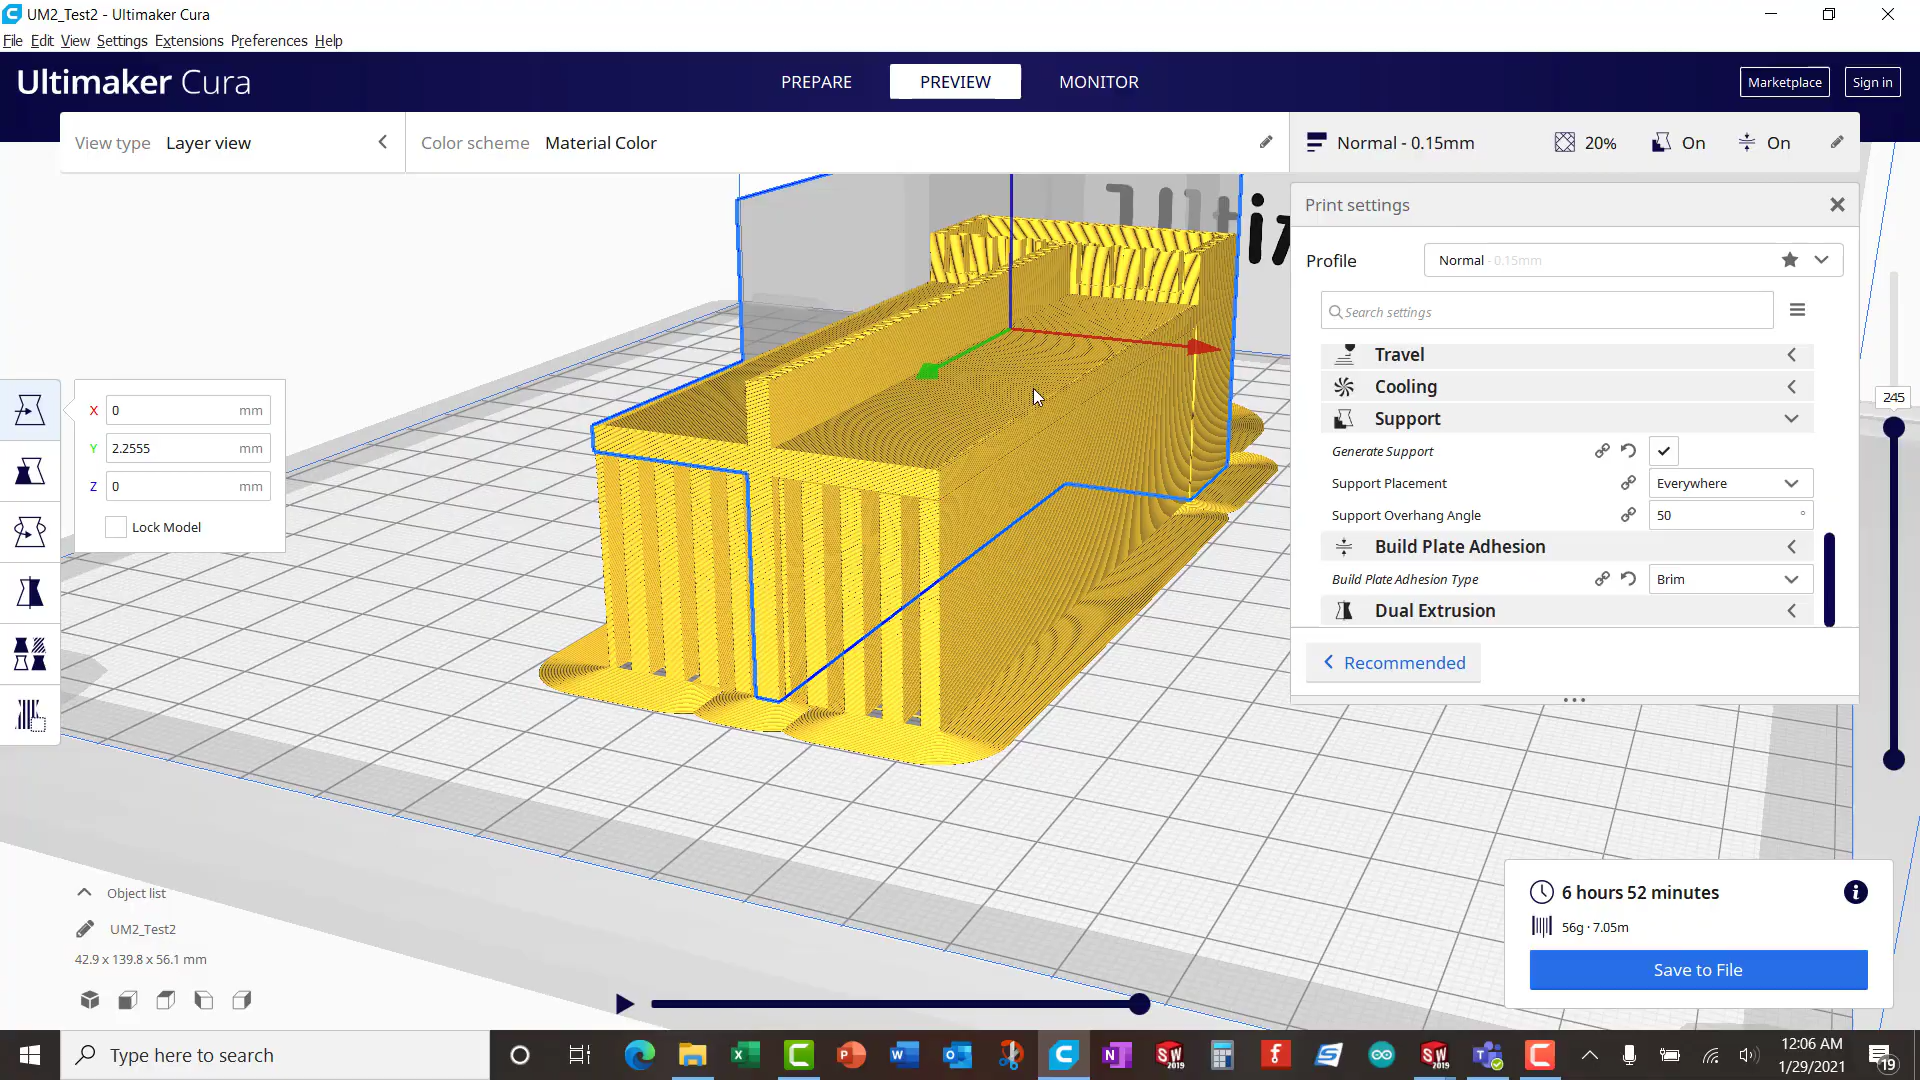 UM2_Test2 - Ultimaker Cura
File Edit View Settings Extensions Preferences Help
Ultimaker Cura
PREPARE
PREVIEW
MONITOR
Marketplace
Sign in
View type Layer view
Color scheme Material Color
Normal - 0.15mm
20%
On
On
Print settings
Profile
Normal - 0.15mm
Search settings
Travel
Cooling
Support
Generate Support
Support Placement
Everywhere
Support Overhang Angle
50 °
Build Plate Adhesion
Build Plate Adhesion Type
Brim
Dual Extrusion
Recommended
X 0 mm
Y 2.2555 mm
Z 0 mm
Lock Model
245
Object list
UM2_Test2
42.9 x 139.8 x 56.1 mm
6 hours 52 minutes
56g · 7.05m
Save to File
Type here to search
12:06 AM
1/29/2021
19